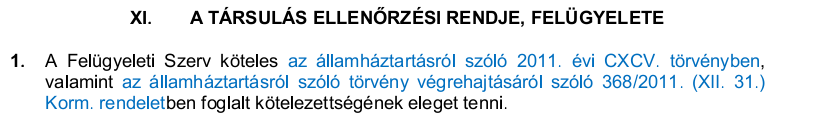 XI. A TÁRSULÁS ELLENŐRZÉSI RENDJE, FELÜGYELETE
1. A Felügyeleti Szerv köteles az államháztartásról szóló 2011. évi CXCV. törvényben,
valamint az államháztartásról szóló törvény végrehajtásáról szóló 368/2011. (XII. 31.)
Korm. rendeletben foglalt kötelezettségének eleget tenni.